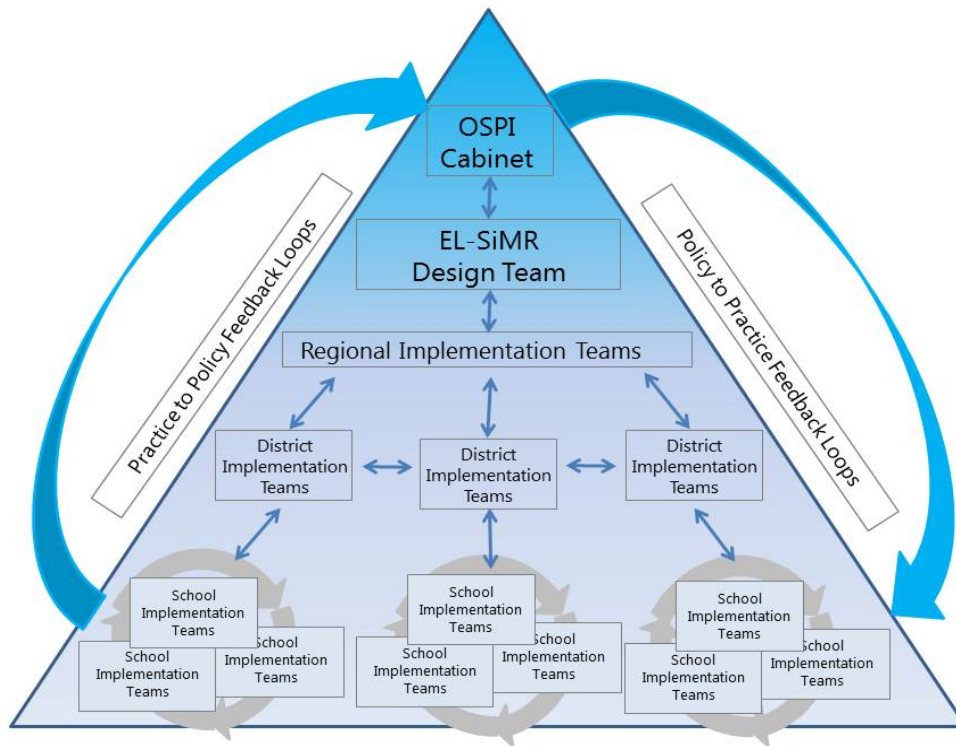 OSPI
Cabinet
EL-SiMR
Design Team
Practice to Policy Feedback Loops
Policy to Practice Feedback Loops
Regional Implementation Teams
District
Implementation
Teams
District
Implementation
Teams
District
Implementation
Teams
School
Implementation
Teams
School
Implementation
Teams
School
Implementation
Teams
School
Implementation
Teams
School
Implementation
Teams
School
Implementation
Teams
School
Implementation
Teams
School
Implementation
Teams
School
Implementation
Teams